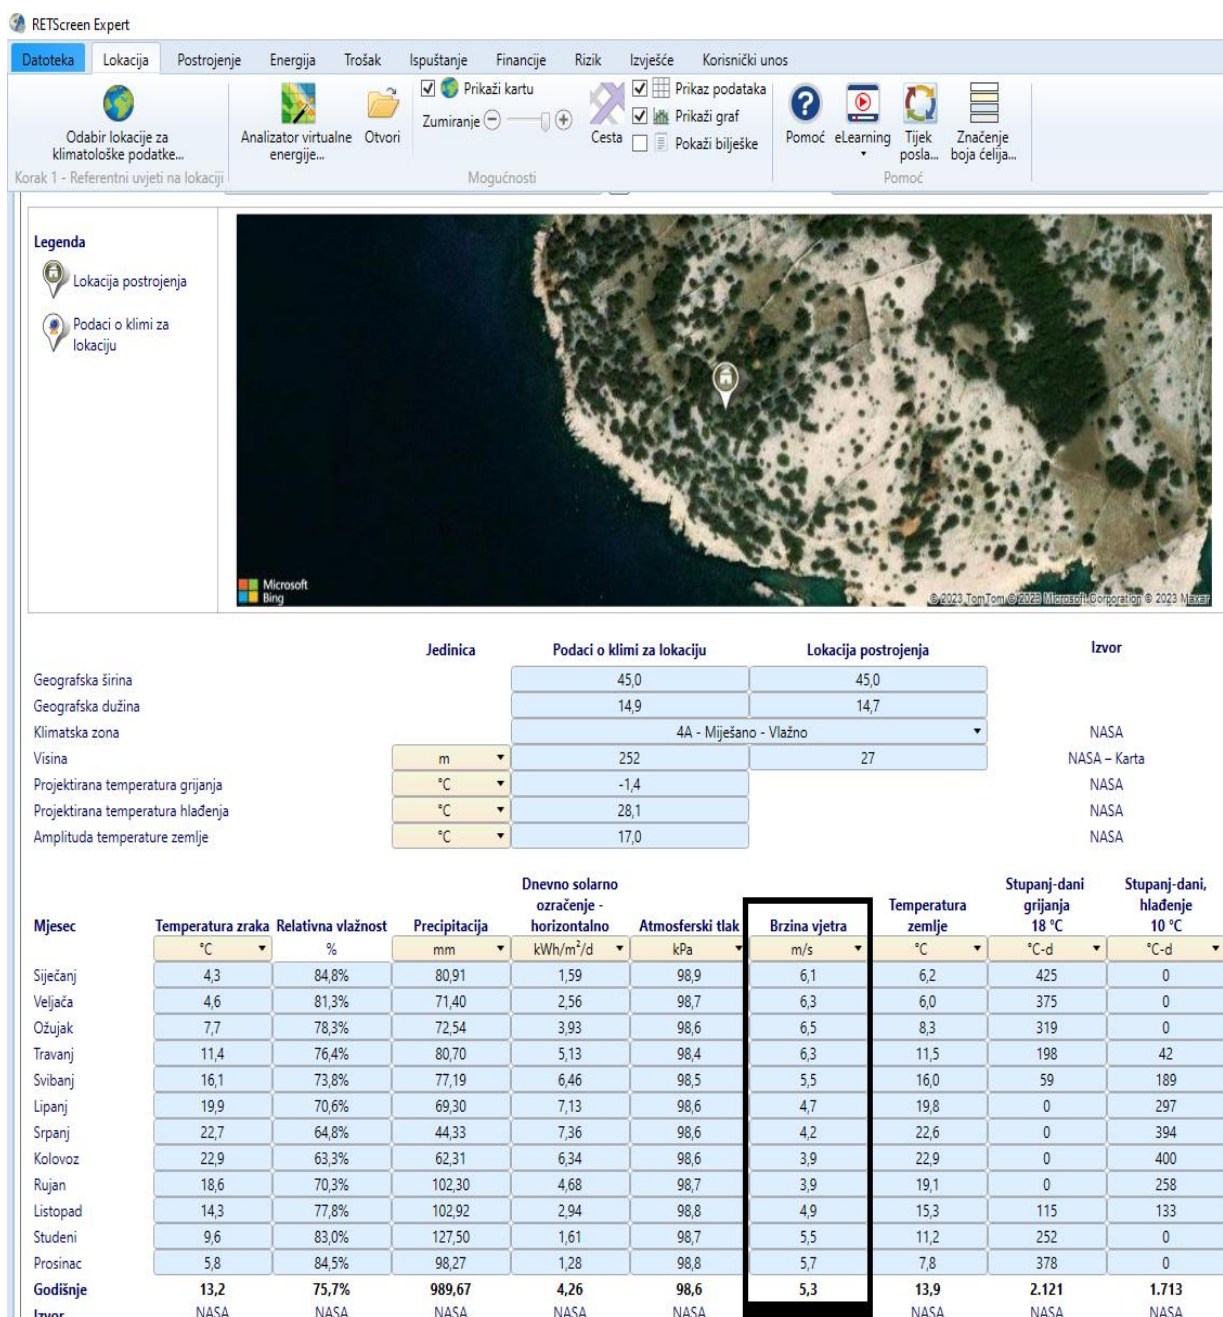 RETScreen Expert
Datoteka Lokacija Postrojenje Energija Trošak Ispuštanje Financije Rizik Izvješće Korisnički unos
Odabir lokacije za
klimatološke podatke...
Korak 1 - Referentni uvjeti na lokaciji
Analizator virtualne
energije...
Otvori
Prikaži kartu
Zumiranje
Cesta
Prikaz podataka
Prikaži graf
Pokaži bilješke
Mogućnosti
Pomoć
eLearning
Tijek
posla...
Značenje
boja ćelija...
Pomoć
Legenda
Lokacija postrojenja
Podaci o klimi za
lokaciju
Microsoft
Bing
© 2023 TomTom © 2023 Microsoft Corporation © 2023 Maxar
Jedinica Podaci o klimi za lokaciju Lokacija postrojenja Izvor
Geografska širina 45,0 45,0
Geografska dužina 14,9 14,7
Klimatska zona 4A - Miješano - Vlažno NASA
Visina m 252 27 NASA – Karta
Projektirana temperatura grijanja °C -1,4 NASA
Projektirana temperatura hlađenja °C 28,1 NASA
Amplituda temperature zemlje °C 17,0 NASA
Mjesec Temperatura zraka Relativna vlažnost Precipitacija Dnevno solarno ozračenje - horizontalno Atmosferski tlak Brzina vjetra Temperatura zemlje Stupanj-dani grijanja 18 °C Stupanj-dani, hlađenje 10 °C
°C % mm kWh/m²/d kPa m/s °C °C-d °C-d
Siječanj 4,3 84,8% 80,91 1,59 98,9 6,1 6,2 425 0
Veljača 4,6 81,3% 71,40 2,56 98,7 6,3 6,0 375 0
Ožujak 7,7 78,3% 72,54 3,93 98,6 6,5 8,3 319 0
Travanj 11,4 76,4% 80,70 5,13 98,4 6,3 11,5 198 42
Svibanj 16,1 73,8% 77,19 6,46 98,5 5,5 16,0 59 189
Lipanj 19,9 70,6% 69,30 7,13 98,6 4,7 19,8 0 297
Srpanj 22,7 64,8% 44,33 7,36 98,6 4,2 22,6 0 394
Kolovoz 22,9 63,3% 62,31 6,34 98,6 3,9 22,9 0 400
Rujan 18,6 70,3% 102,30 4,68 98,7 3,9 19,1 0 258
Listopad 14,3 77,8% 102,92 2,94 98,8 4,9 15,3 115 133
Studeni 9,6 83,0% 127,50 1,61 98,7 5,5 11,2 252 0
Prosinac 5,8 84,5% 98,27 1,28 98,8 5,7 7,8 378 0
Godišnje 13,2 75,7% 989,67 4,26 98,6 5,3 13,9 2.121 1.713
Izvor NASA NASA NASA NASA NASA NASA NASA NASA